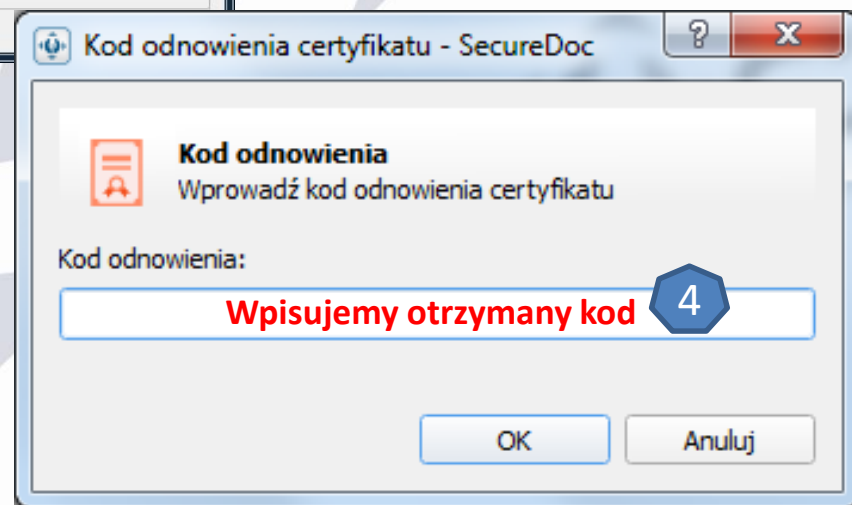 Kod odnowienia certyfikatu - SecureDoc
Kod odnowienia
Wprowadź kod odnowienia certyfikatu
Kod odnowienia:
Wpisujemy otrzymany kod 4
OK Anuluj